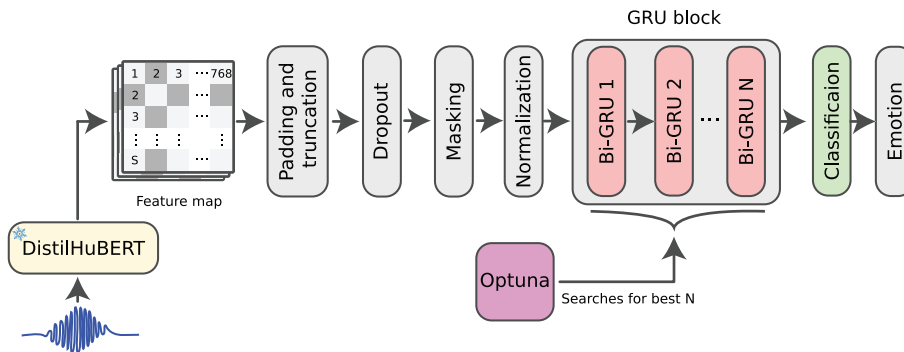 GRU block
1 2 3 ⋯ 768
2
3 ⋯
⋮ ⋮ ⋮ ⋮
S ⋯
Feature map
DistilHuBERT
Padding and
truncation
Dropout
Masking
Normalization
Bi-GRU 1
Bi-GRU 2
⋯
Bi-GRU N
Classificaion
Emotion
Optuna
Searches for best N